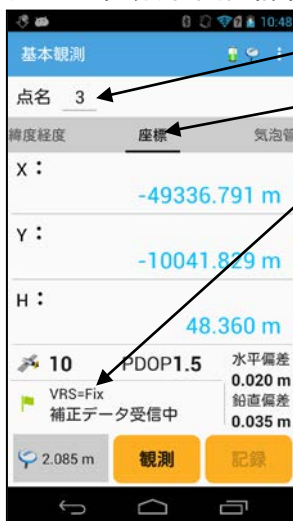 10:48
基本観測
点名 3
緯度経度 座標 気泡管
X：
-49336.791 m
Y：
-10041.829 m
H：
48.360 m
10 PDOP1.5 水平偏差
0.020 m
VRS=Fix 鉛直偏差
補正データ受信中 0.035 m
2.085 m 観測 記録